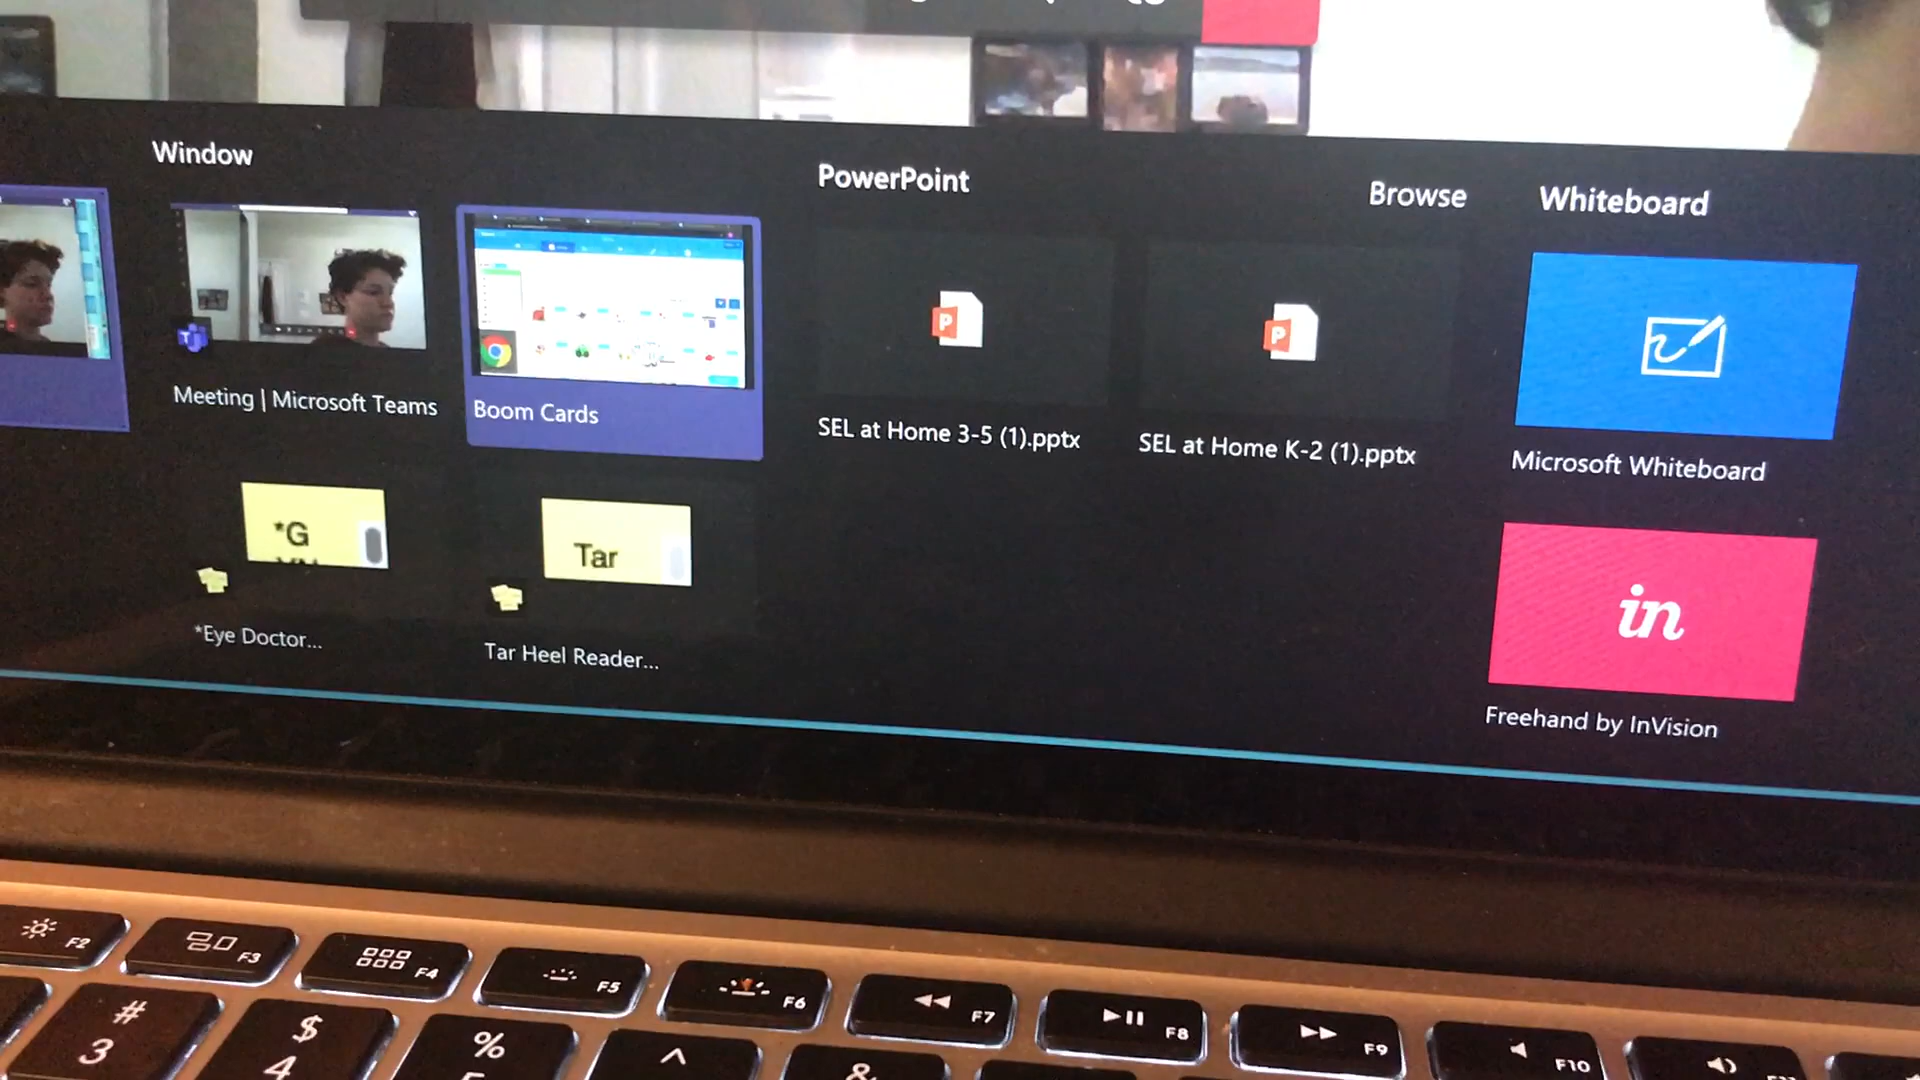 Window
PowerPoint
Browse
Whiteboard
Meeting | Microsoft Teams
Boom Cards
SEL at Home 3-5 (1).pptx
SEL at Home K-2 (1).pptx
Microsoft Whiteboard
*G
Tar
in
*Eye Doctor...
Tar Heel Reader...
Freehand by InVision
F2
F3
F4
F5
F6
F7
F8
F9
F10
#
3
$
4
%
^
&